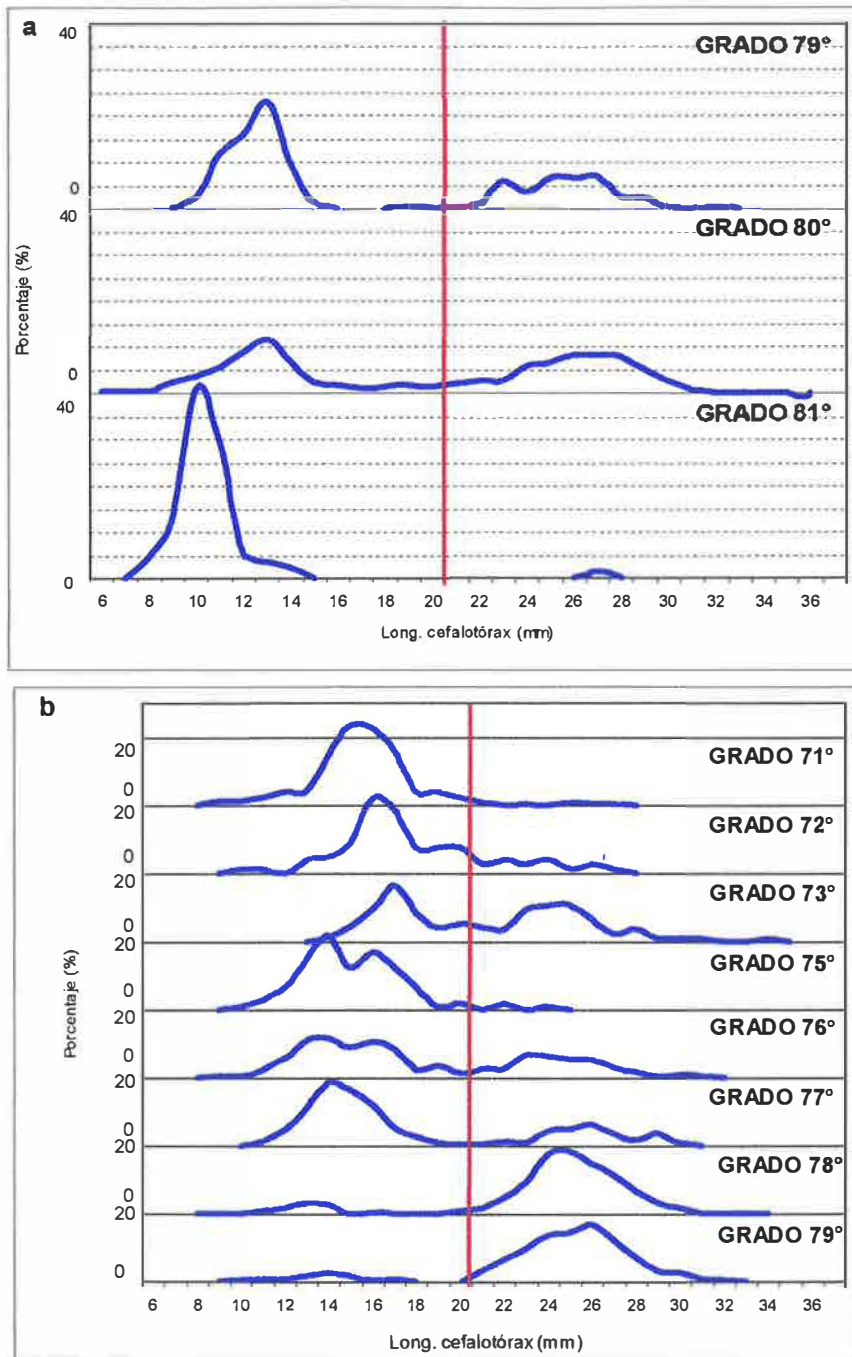 a
40
GRADO 79°
0
40
GRADO 80°
0
40
GRADO 81°
0
Porcentaje (%)
6 8 10 12 14 16 18 20 22 24 26 28 30 32 34 36
Long. cefalotórax (mm)
b
20
GRADO 71°
0
20
GRADO 72°
0
20
GRADO 73°
0
20
GRADO 75°
0
20
GRADO 76°
0
20
GRADO 77°
0
20
GRADO 78°
0
20
GRADO 79°
0
Porcentaje (%)
6 8 10 12 14 16 18 20 22 24 26 28 30 32 34 36
Long. cefalotórax (mm)